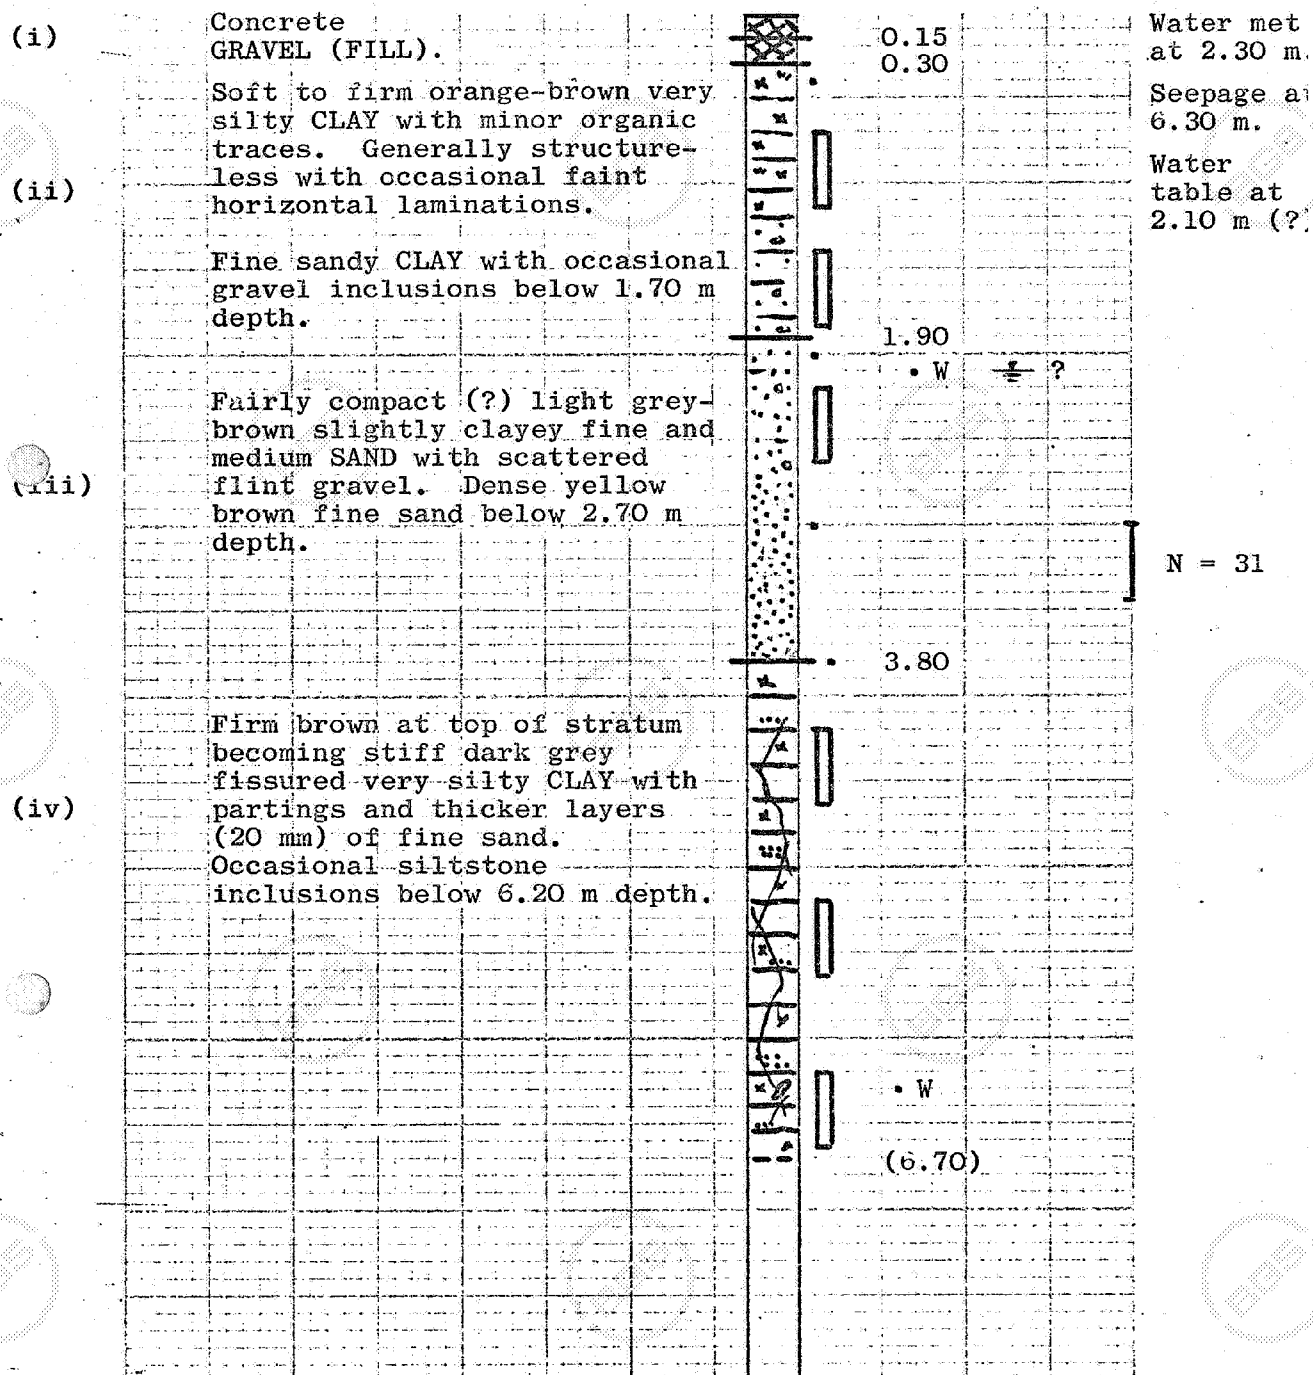 (i)
Concrete
GRAVEL (FILL).
0.15
0.30
Water met
at 2.30 m.
Soft to firm orange-brown very
silty CLAY with minor organic
traces. Generally structure-
less with occasional faint
horizontal laminations.
(ii)
Seepage
6.30 m.
Water
table at
2.10 m (?)
Fine sandy CLAY with occasional
gravel inclusions below 1.70 m
depth.
1.90
• W ?
Fairly compact (?) light grey-
brown slightly clayey fine and
medium SAND with scattered
flint gravel. Dense yellow
brown fine sand below 2.70 m
depth.
(iii)
N = 31
3.80
Firm brown at top of stratum
becoming stiff dark grey
fissured very silty CLAY with
partings and thicker layers
(20 mm) of fine sand.
Occasional siltstone
inclusions below 6.20 m depth.
(iv)
• W
(6.70)